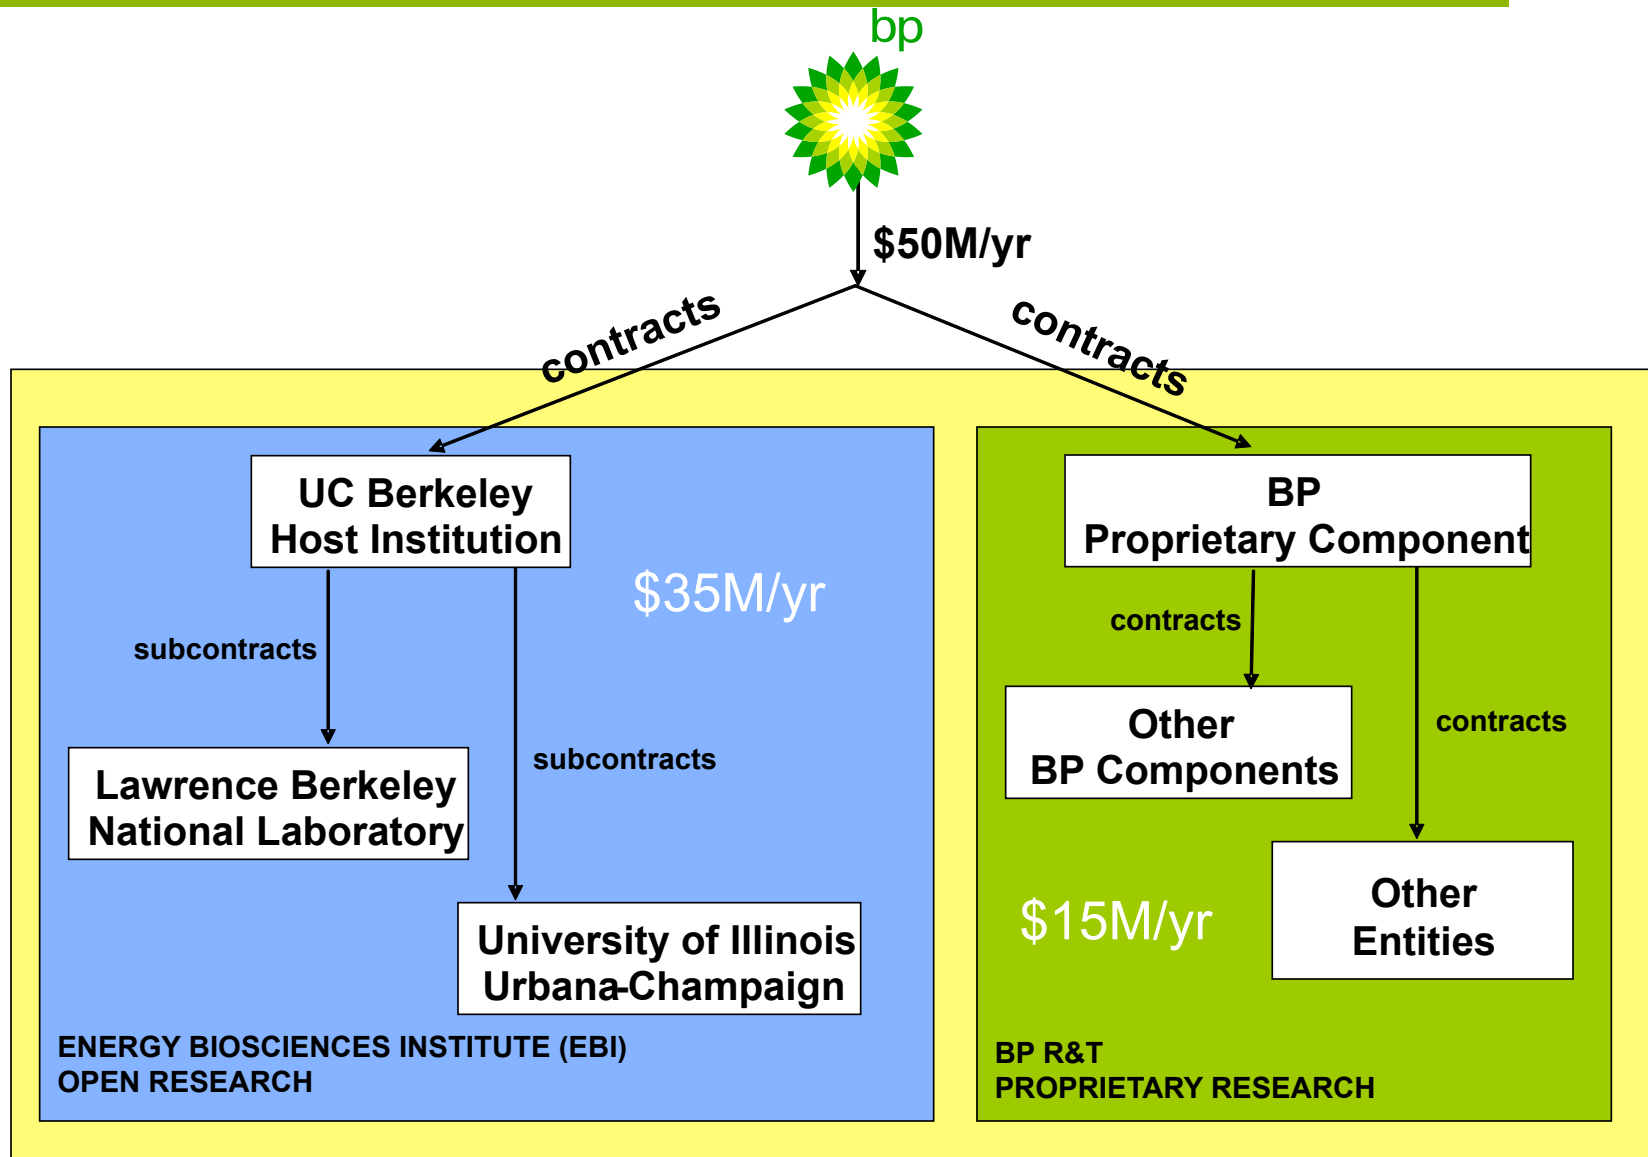 bp
$50M/yr
contracts
contracts
UC Berkeley
Host Institution
$35M/yr
subcontracts
subcontracts
Lawrence Berkeley
National Laboratory
University of Illinois
Urbana-Champaign
ENERGY BIOSCIENCES INSTITUTE (EBI)
OPEN RESEARCH
BP
Proprietary Component
contracts
contracts
Other
BP Components
Other
Entities
$15M/yr
BP R&T
PROPRIETARY RESEARCH